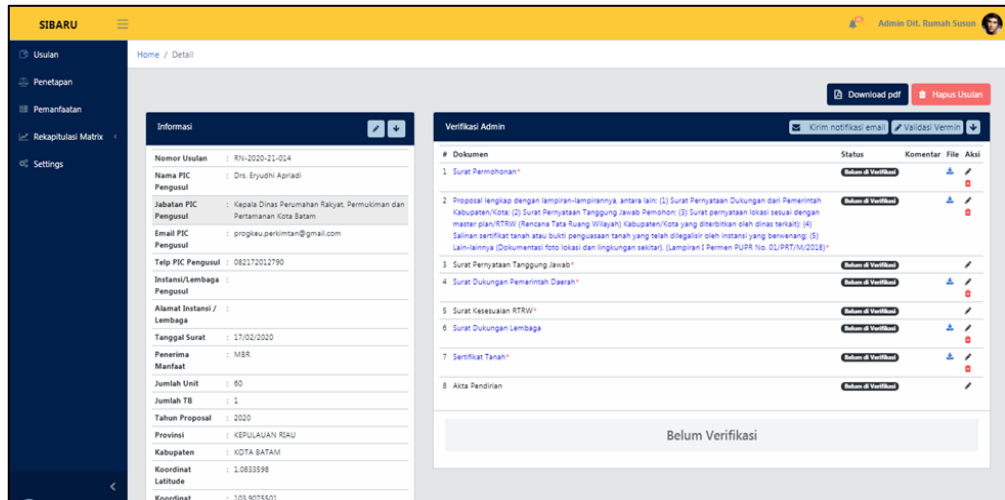 SIBARU
Admin Dit. Rumah Susun
Usulan
Penetapan
Pemanfaatan
Rekapitulasi Matrix
Settings
Home / Detail
Download pdf
Hapus Usulan
Informasi
Nomor Usulan : RN-2020-21-014
Nama PIC : Drs. Eryudhi Apriadi
Pengusul
Jabatan PIC : Kepala Dinas Perumahan Rakyat, Permukiman dan
Pengusul Pertamanan Kota Batam
Email PIC : progkeu.perkimtan@gmail.com
Pengusul
Telp PIC Pengusul : 082172012790
Instansi/Lembaga :
Pengusul
Alamat Instansi / :
Lembaga
Tanggal Surat : 17/02/2020
Penerima : MBR
Manfaat
Jumlah Unit : 60
Jumlah TB : 1
Tahun Proposal : 2020
Provinsi : KEPULAUAN RIAU
Kabupaten : KOTA BATAM
Koordinat : 1.0833598
Latitude
Koordinat : 103.9075501
Verifikasi Admin
Kirim notifikasi email
Validasi Vermin
# Dokumen Status Komentar File Aksi
1 Surat Permohonan* Belum di Verifikasi
2 Proposal lengkap dengan lampiran-lampirannya, antara lain: (1) Surat Pernyataan Dukungan dari Pemerintah Belum di Verifikasi
Kabupaten/Kota; (2) Surat Pernyataan Tanggung Jawab Pemohon; (3) Surat pernyataan lokasi sesuai dengan
master plan/RTRW (Rencana Tata Ruang Wilayah) Kabupaten/Kota yang diterbitkan oleh dinas terkait); (4)
Salinan sertifikat tanah atau bukti penguasaan tanah yang telah dilegalisir oleh instansi yang berwenang; (5)
Lain-lainnya (Dokumentasi foto lokasi dan lingkungan sekitar). (Lampiran I Permen PUPR No. 01/PRT/M/2018)*
3 Surat Pernyataan Tanggung Jawab* Belum di Verifikasi
4 Surat Dukungan Pemerintah Daerah* Belum di Verifikasi
5 Surat Kesesuaian RTRW* Belum di Verifikasi
6 Surat Dukungan Lembaga Belum di Verifikasi
7 Sertifikat Tanah* Belum di Verifikasi
8 Akta Pendirian Belum di Verifikasi
Belum Verifikasi